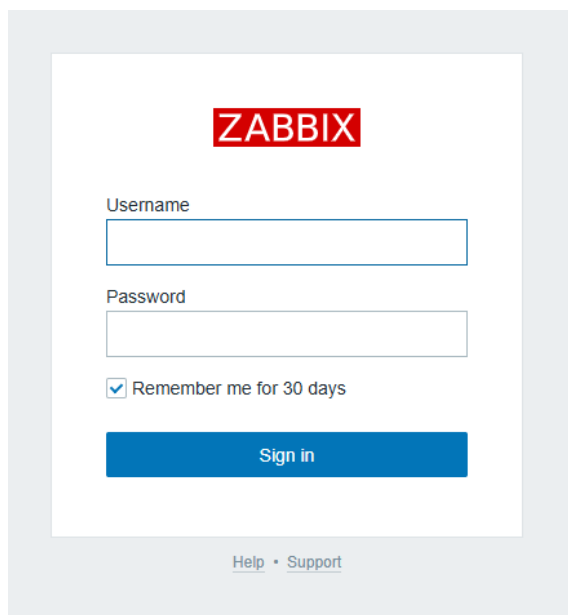 ZABBIX
Username
Password
Remember me for 30 days
Sign in
Help • Support